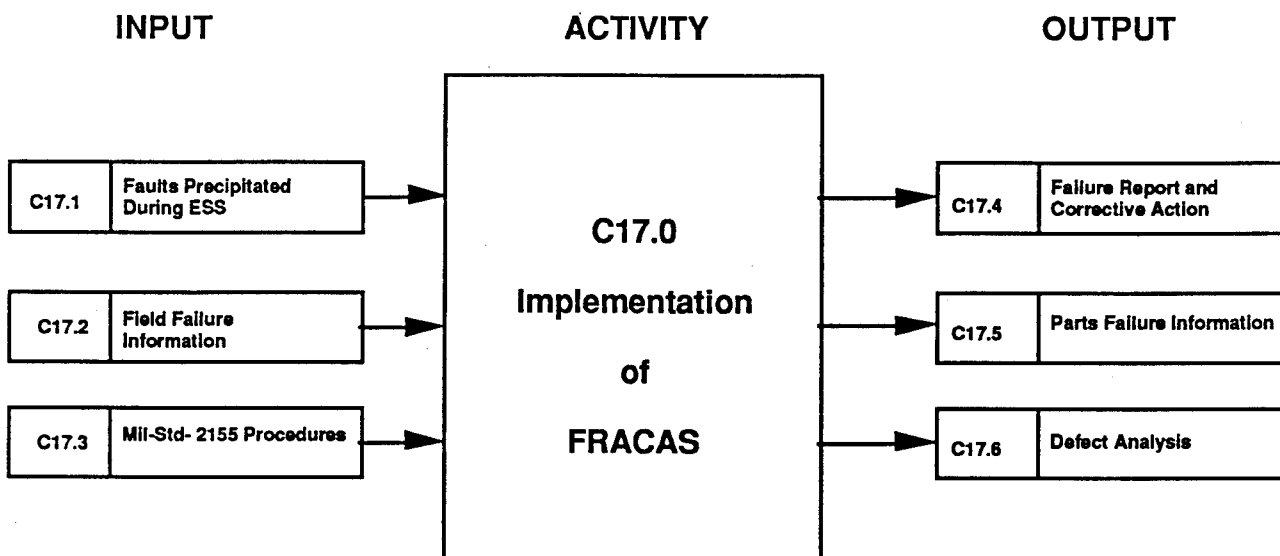 INPUT
ACTIVITY
OUTPUT
C17.1
Faults Precipitated
During ESS
C17.2
Field Failure
Information
C17.3
Mil-Std- 2155 Procedures
C17.0
Implementation
of
FRACAS
C17.4
Failure Report and
Corrective Action
C17.5
Parts Failure Information
C17.6
Defect Analysis